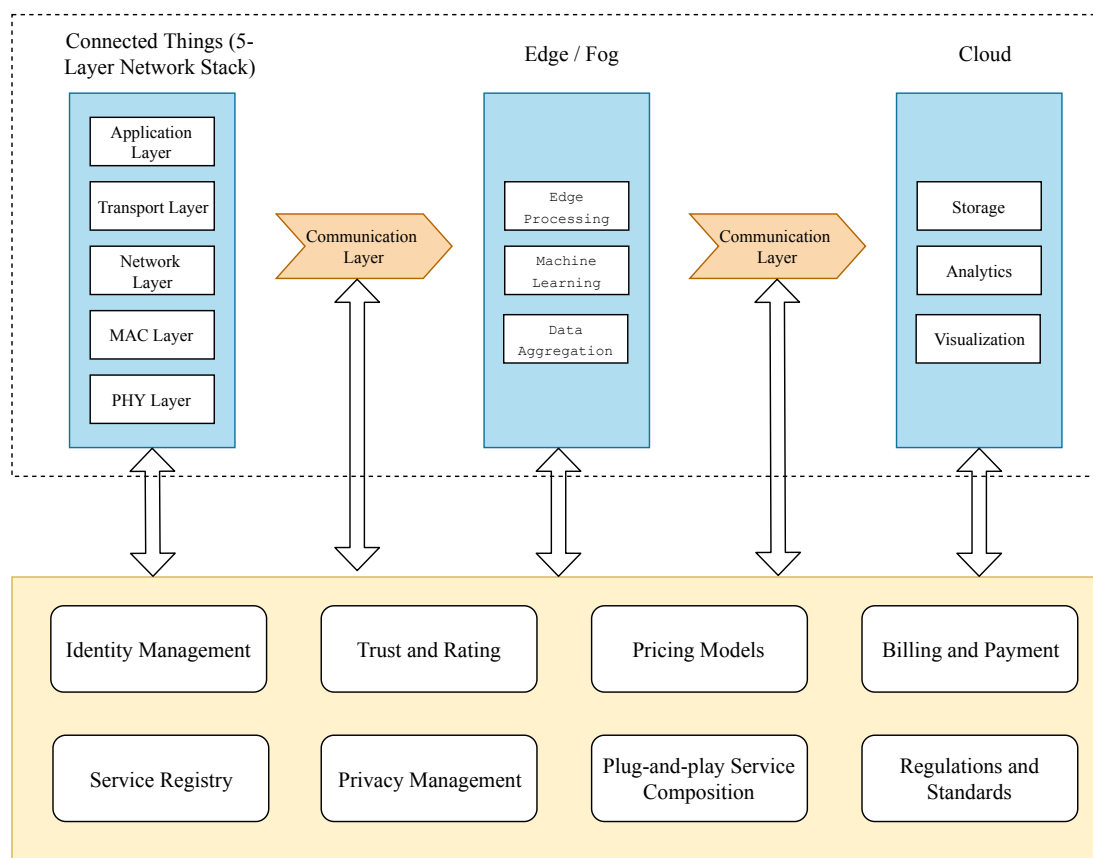 Connected Things (5-
Layer Network Stack)
Edge / Fog
Cloud
Application
Layer
Transport Layer
Network
Layer
MAC Layer
PHY Layer
Communication
Layer
Edge
Processing
Machine
Learning
Data
Aggregation
Communication
Layer
Storage
Analytics
Visualization
Identity Management
Trust and Rating
Pricing Models
Billing and Payment
Service Registry
Privacy Management
Plug-and-play Service
Composition
Regulations and
Standards